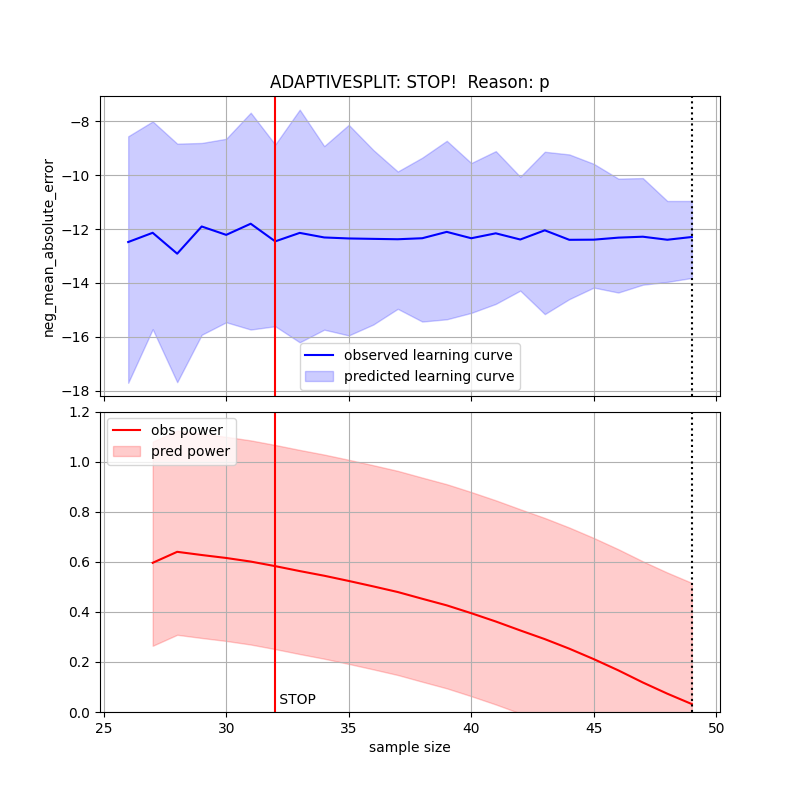 ADAPTIVESPLIT: STOP!  Reason: p
neg_mean_absolute_error
−8
−10
−12
−14
−16
−18
observed learning curve
predicted learning curve
1.2
1.0
0.8
0.6
0.4
0.2
0.0
obs power
pred power
STOP
25
30
35
40
45
50
sample size